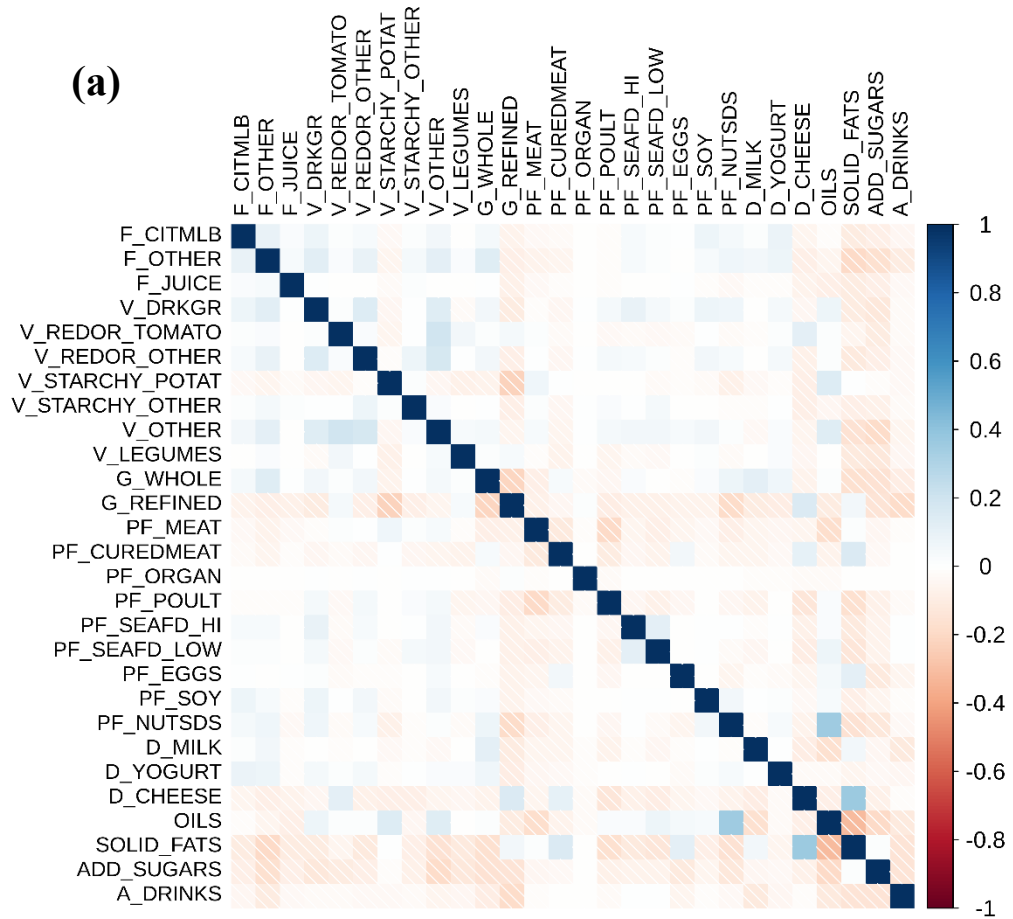 (a)
F_CITMLB
F_OTHER
F_JUICE
V_DRKGR
V_REDOR_TOMATO
V_REDOR_OTHER
V_STARCHY_POTAT
V_STARCHY_OTHER
V_OTHER
V_LEGUMES
G_WHOLE
G_REFINED
PF_MEAT
PF_CUREDMEAT
PF_ORGAN
PF_POULT
PF_SEAFD_HI
PF_SEAFD_LOW
PF_EGGS
PF_SOY
PF_NUTSDS
D_MILK
D_YOGURT
D_CHEESE
OILS
SOLID_FATS
ADD_SUGARS
A_DRINKS
F_CITMLB
F_OTHER
F_JUICE
V_DRKGR
V_REDOR_TOMATO
V_REDOR_OTHER
V_STARCHY_POTAT
V_STARCHY_OTHER
V_OTHER
V_LEGUMES
G_WHOLE
G_REFINED
PF_MEAT
PF_CUREDMEAT
PF_ORGAN
PF_POULT
PF_SEAFD_HI
PF_SEAFD_LOW
PF_EGGS
PF_SOY
PF_NUTSDS
D_MILK
D_YOGURT
D_CHEESE
OILS
SOLID_FATS
ADD_SUGARS
A_DRINKS
1
0.8
0.6
0.4
0.2
0
-0.2
-0.4
-0.6
-0.8
-1